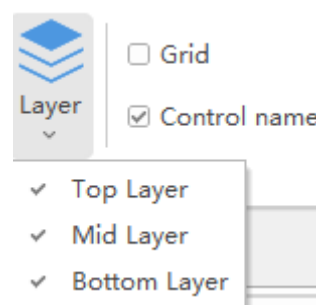 Grid
Layer
Control name
Top Layer
Mid Layer
Bottom Layer